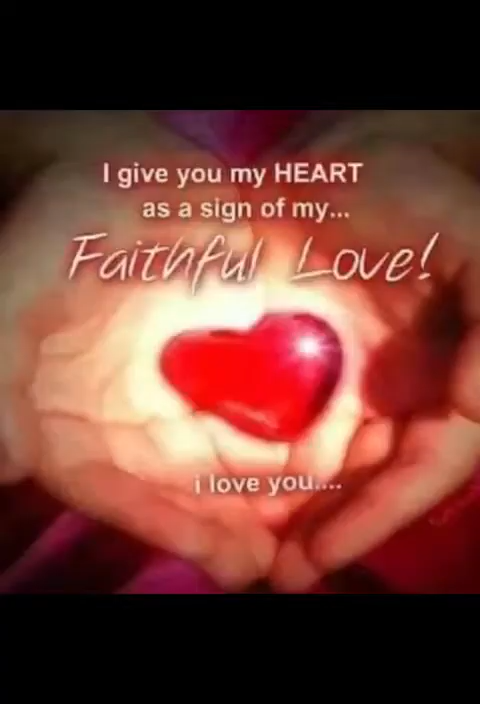 I give you my HEART
as a sign of my...
Faithful Love!
i love you....